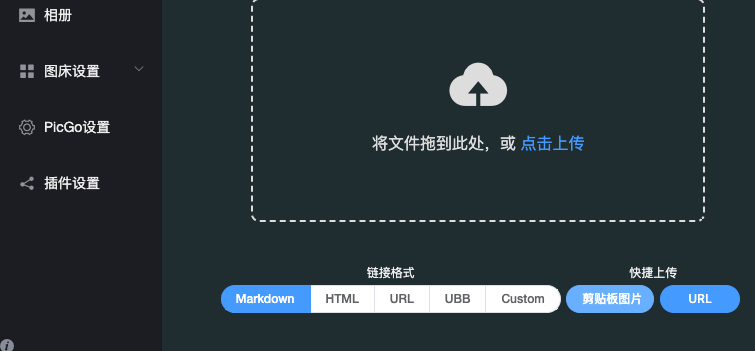 相册
图床设置
PicGo设置
插件设置
将文件拖到此处，或 点击上传
链接格式
快捷上传
Markdown HTML URL UBB Custom 剪贴板图片 URL